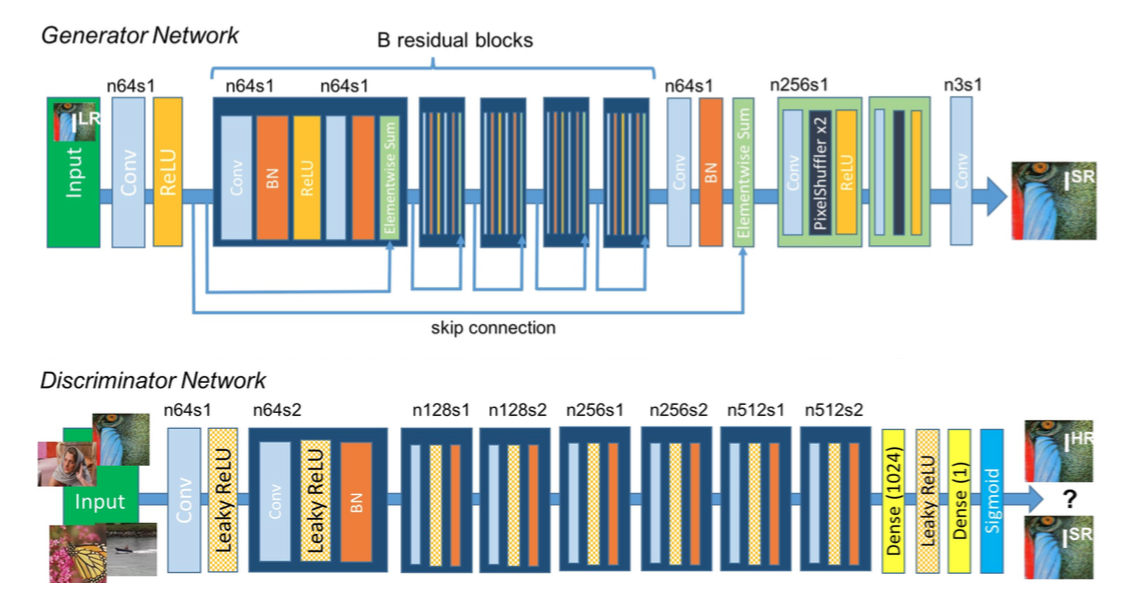 Generator Network
B residual blocks
n64s1
n64s1
n64s1
n64s1
n256s1
n3s1
I^LR
Input
Conv
ReLU
Conv
BN
ReLU
Elementwise Sum
Conv
BN
Elementwise Sum
Conv
PixelShuffler x2
ReLU
Conv
I^SR
skip connection
Discriminator Network
n64s1
n64s2
n128s1
n128s2
n256s1
n256s2
n512s1
n512s2
Input
Conv
Leaky ReLU
Conv
Leaky ReLU
BN
Dense (1024)
Leaky ReLU
Dense (1)
Sigmoid
I^HR
?
I^SR